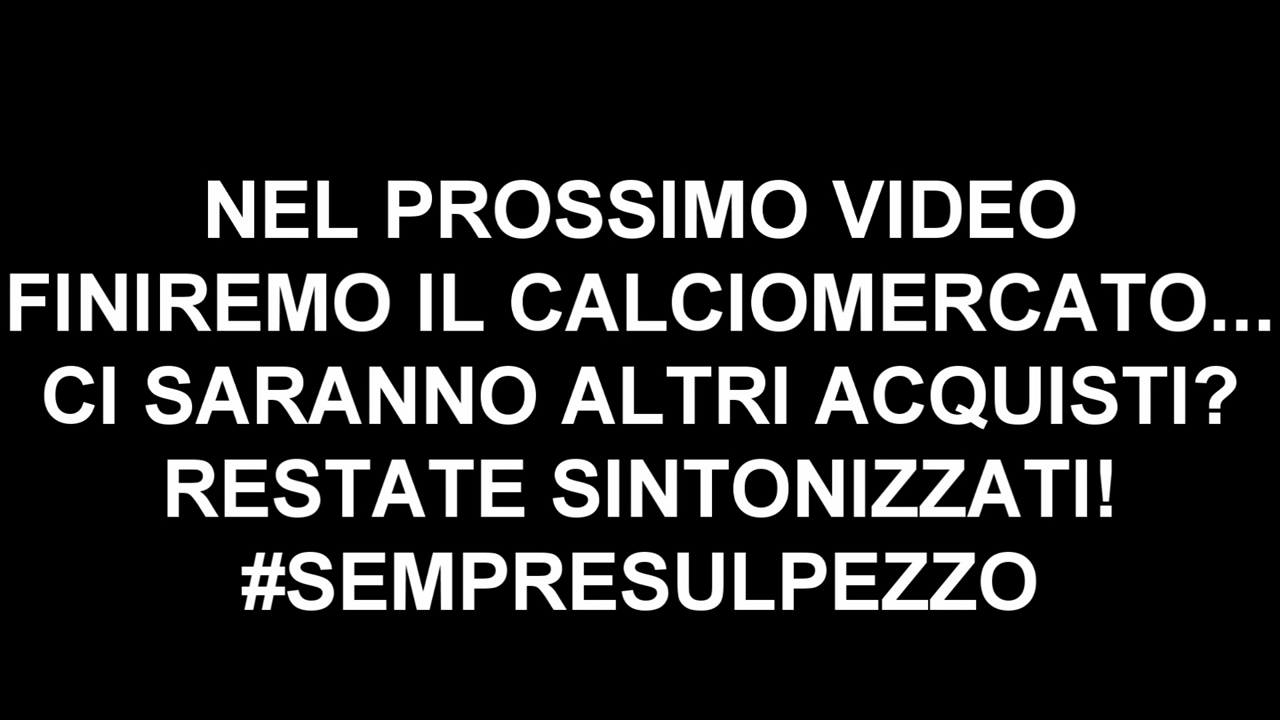 NEL PROSSIMO VIDEO
FINIREMO IL CALCIOMERCATO...
CI SARANNO ALTRI ACQUISTI?
RESTATE SINTONIZZATI!
#SEMPRESULPEZZO